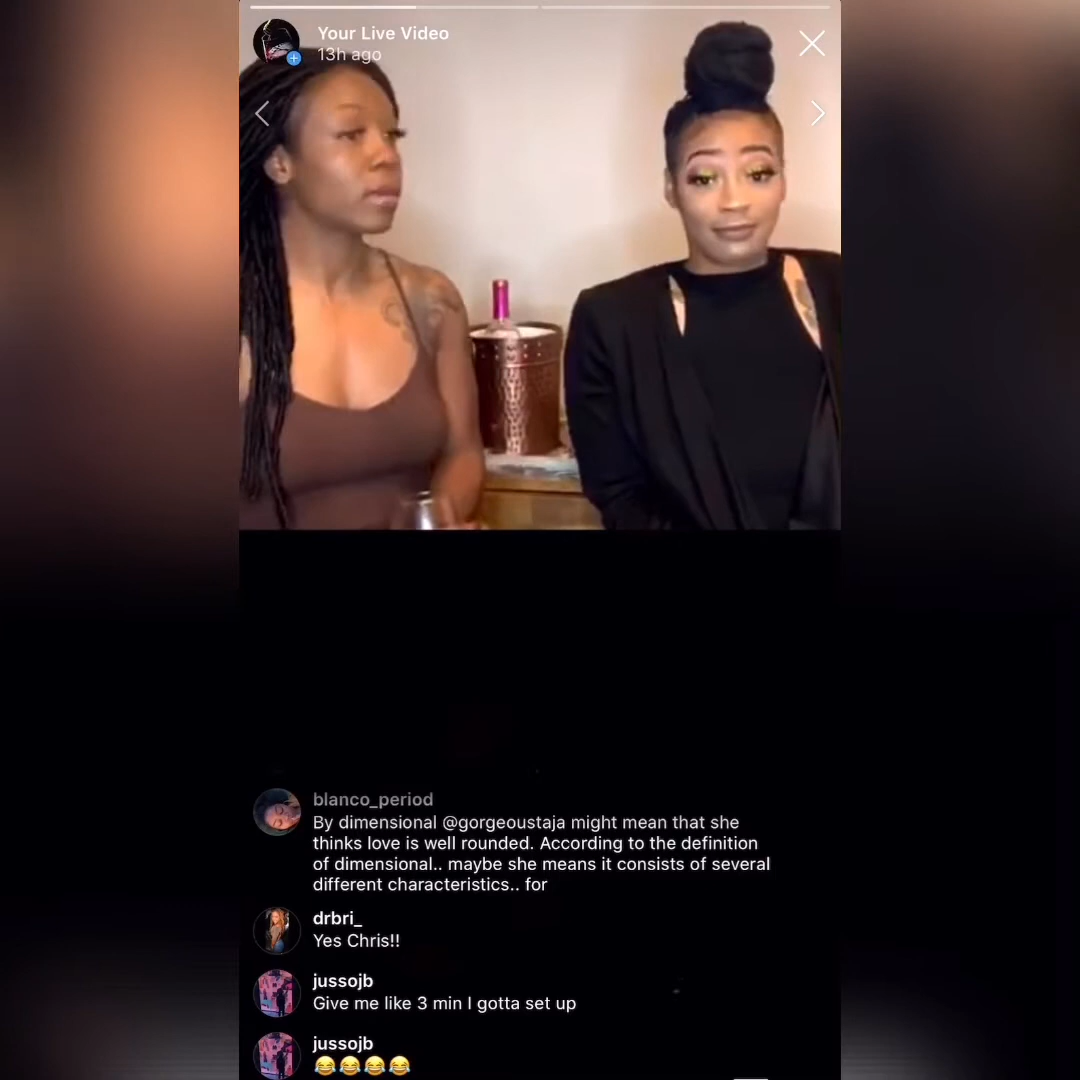 Your Live Video
13h ago
blanco_period
By dimensional @gorgeoustaja might mean that she
thinks love is well rounded. According to the definition
of dimensional.. maybe she means it consists of several
different characteristics.. for
drbri_
Yes Chris!!
jussojb
Give me like 3 min I gotta set up
jussojb
😂😂😂😂